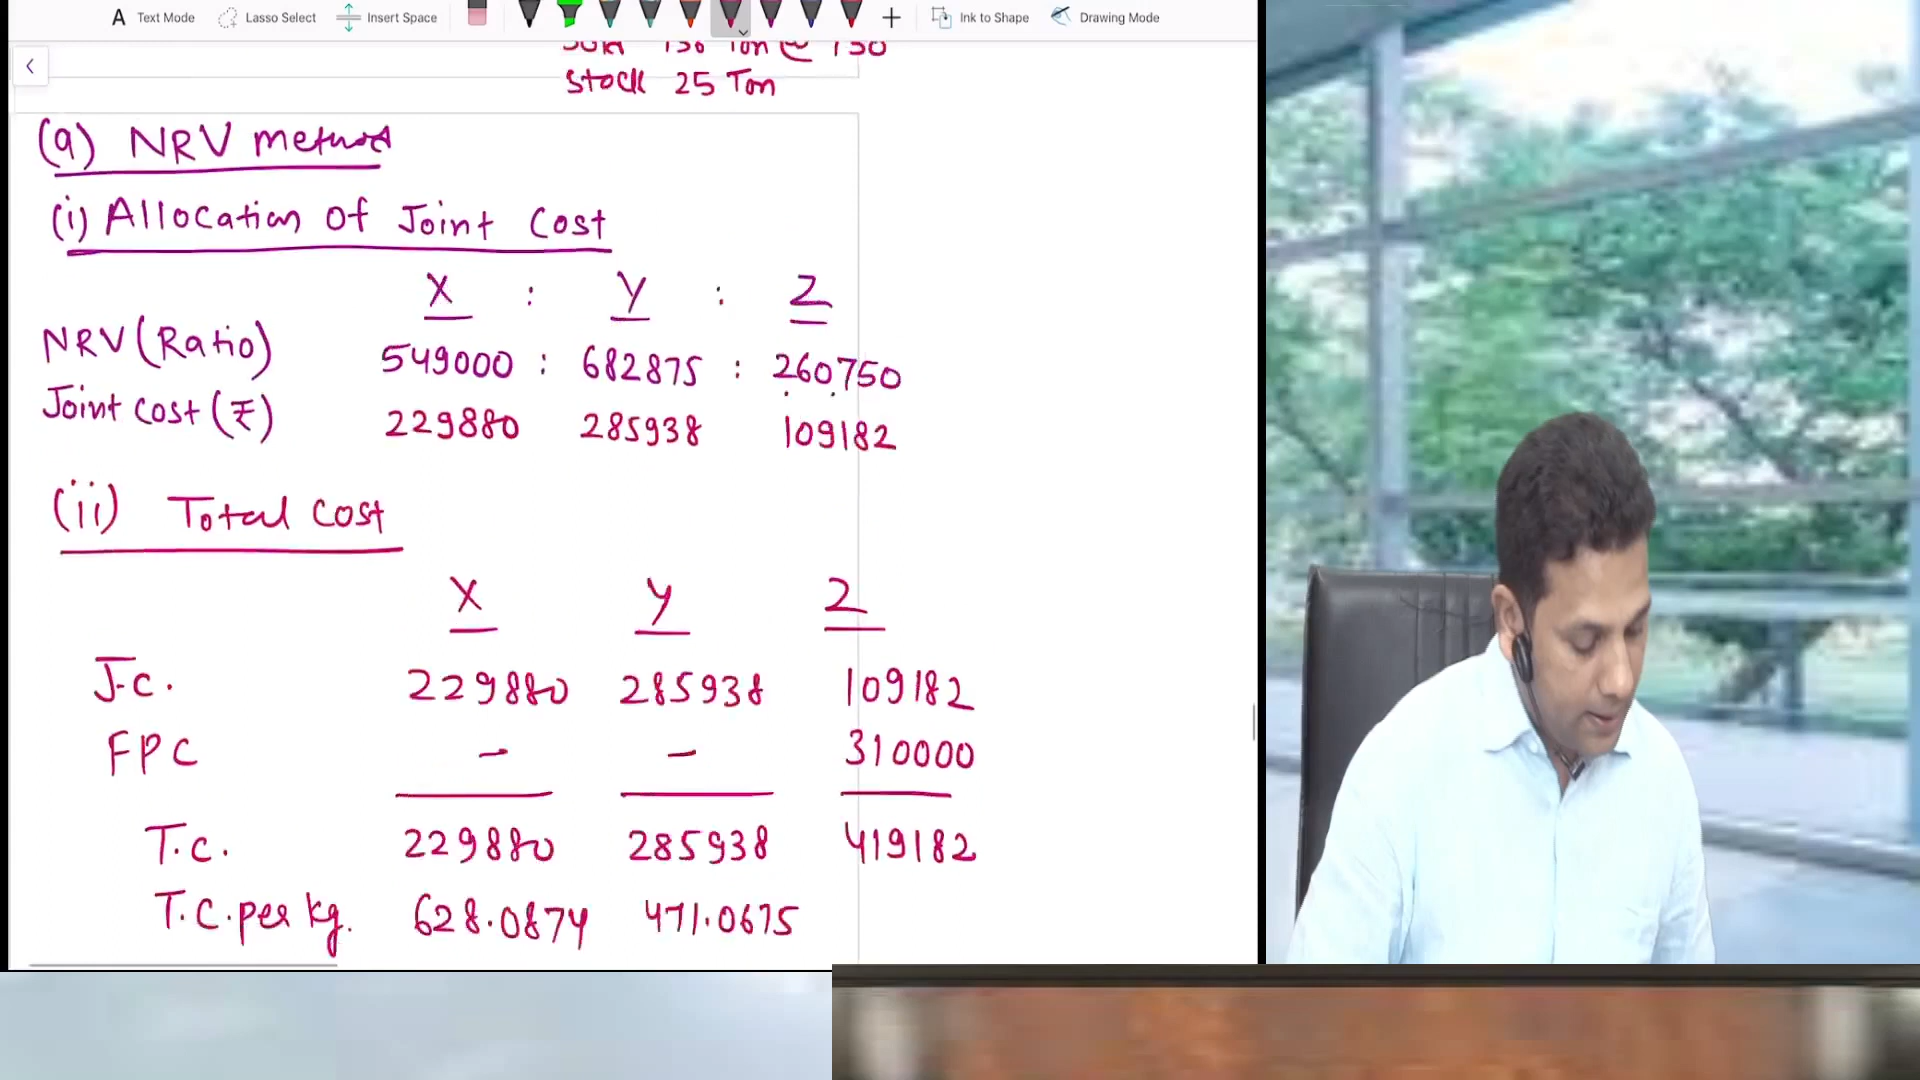 Text Mode Lasso Select Insert Space Ink to Shape Drawing Mode
Ton @ 750
Stock 25 Ton
(a) NRV method
(i) Allocation of Joint Cost
X : Y : Z
NRV (Ratio) 549000 : 682875 : 260750
Joint Cost (₹) 229880 285938 109182
(ii) Total Cost
X Y Z
J.C. 229880 285938 109182
FPC - - 310000
T.C. 229880 285938 419182
T.C. per kg. 628.0874 471.0675